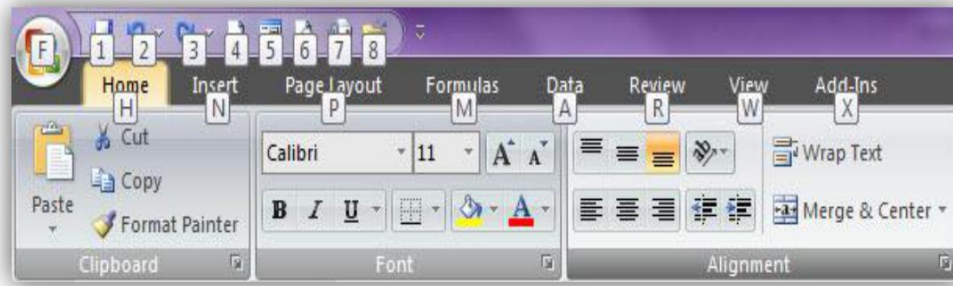 F 1 2 3 4 5 6 7 8
Home Insert Page Layout Formulas Data Review View Add-Ins
H N P M A R W X
Cut
Calibri 11 A A Wrap Text
Copy
Paste B I U A Merge & Center
Format Painter
Clipboard Font Alignment